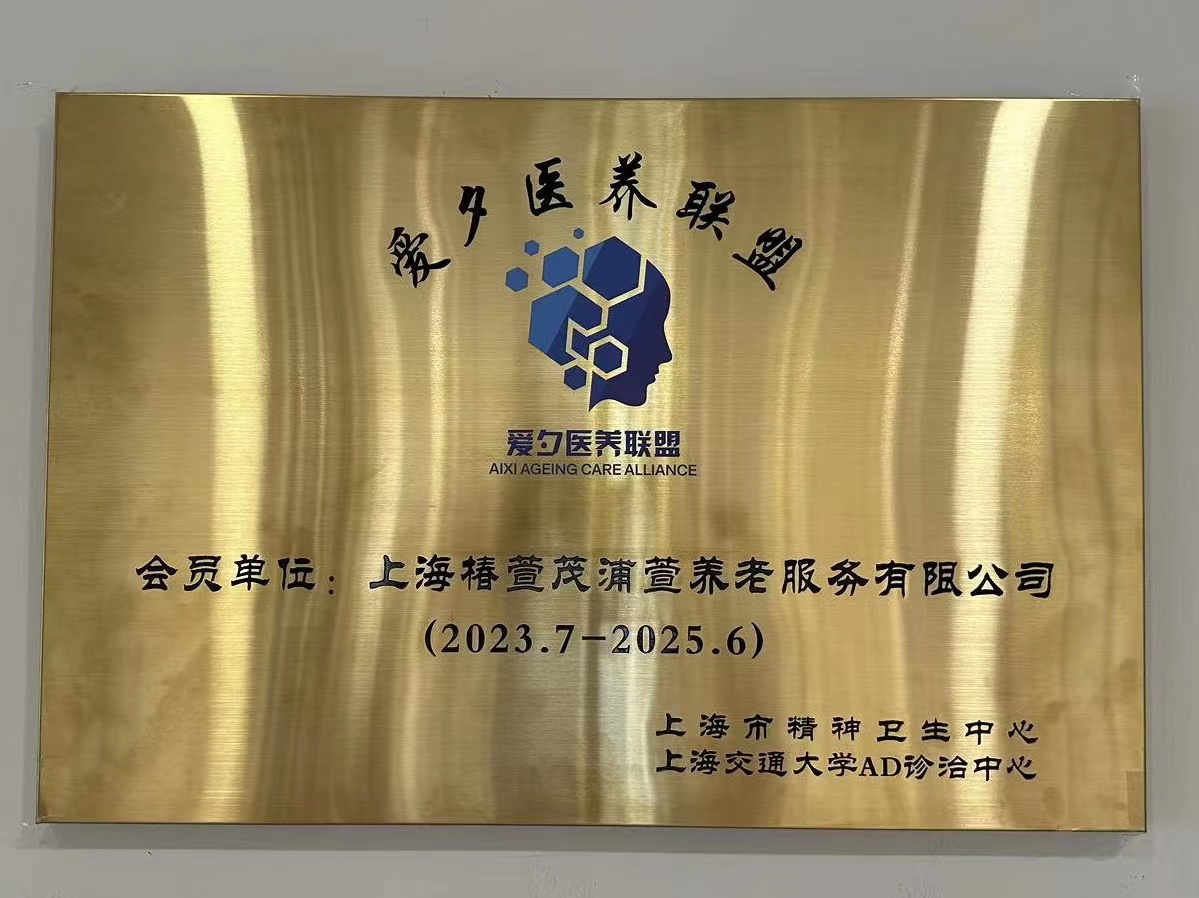 爱夕医养联盟
爱夕医养联盟
AIXI AGEING CARE ALLIANCE
会员单位：上海椿萱茂浦萱养老服务有限公司
(2023.7-2025.6)
上海市精神卫生中心
上海交通大学AD诊治中心